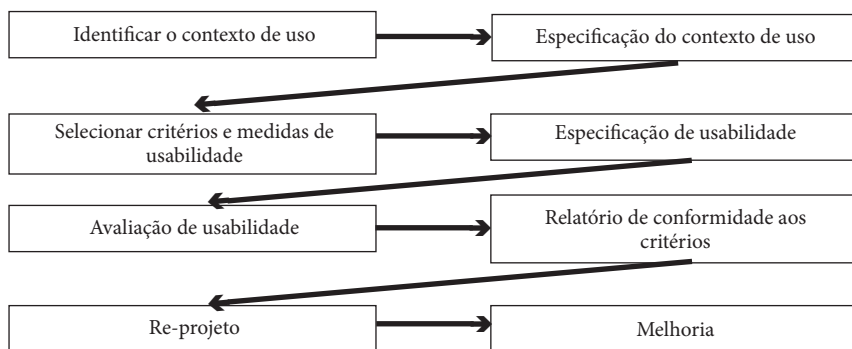 Identificar o contexto de uso
Especificação do contexto de uso
Selecionar critérios e medidas de
usabilidade
Especificação de usabilidade
Avaliação de usabilidade
Relatório de conformidade aos
critérios
Re-projeto
Melhoria